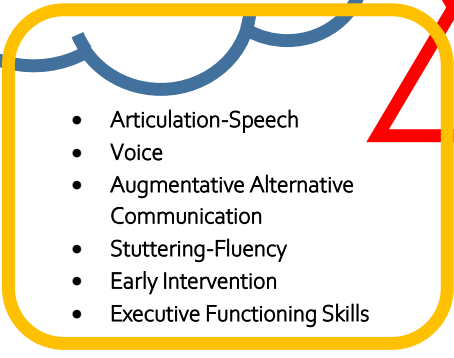 • Articulation-Speech
• Voice
• Augmentative Alternative
Communication
• Stuttering-Fluency
• Early Intervention
• Executive Functioning Skills